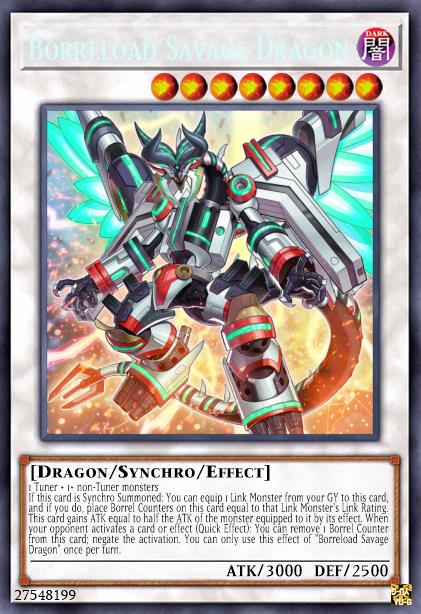 Borreload Savage Dragon
DARK
闇
[Dragon/Synchro/Effect]
1 Tuner + 1+ non-Tuner monsters
If this card is Synchro Summoned: You can equip 1 Link Monster from your GY to this card,
and if you do, place Borrel Counters on this card equal to that Link Monster's Link Rating.
This card gains ATK equal to half the ATK of the monster equipped to it by its effect. When
your opponent activates a card or effect (Quick Effect): You can remove 1 Borrel Counter
from this card; negate the activation. You can only use this effect of "Borreload Savage
Dragon" once per turn.
ATK/3000 DEF/2500
27548199